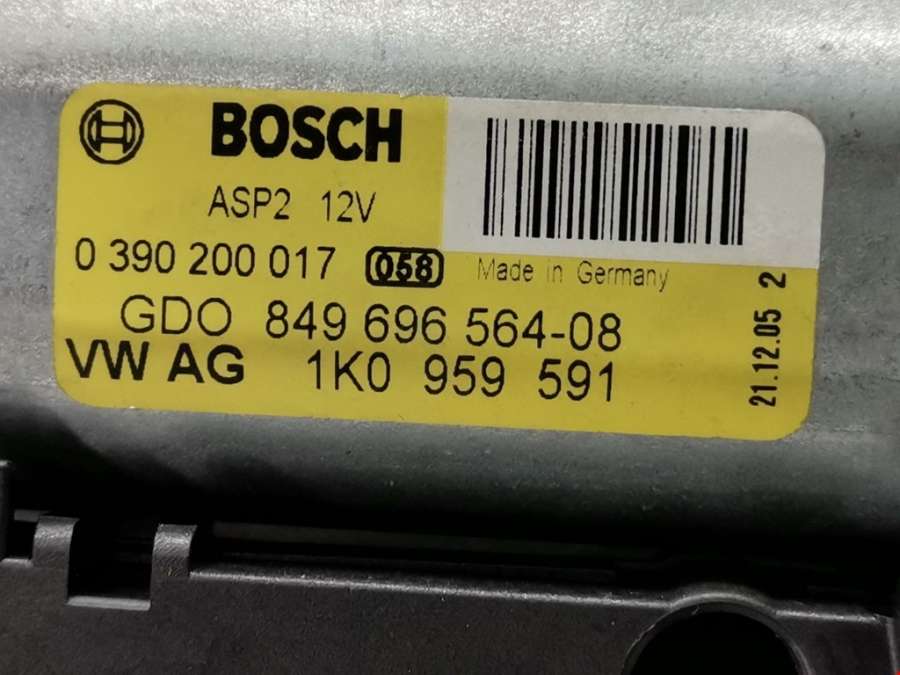 BOSCH
ASP2 12V
0 390 200 017 058 Made in Germany
GDO 849 696 564-08
VW AG 1K0 959 591
21.12.05 2